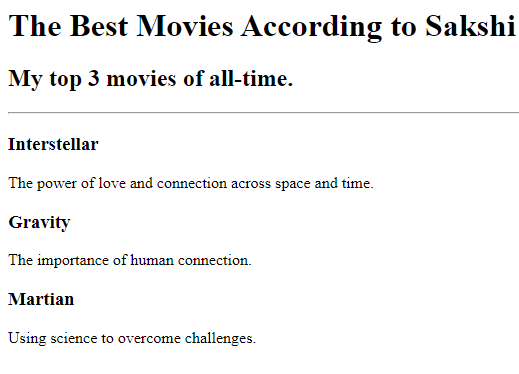 The Best Movies According to Sakshi
My top 3 movies of all-time.
Interstellar
The power of love and connection across space and time.
Gravity
The importance of human connection.
Martian
Using science to overcome challenges.